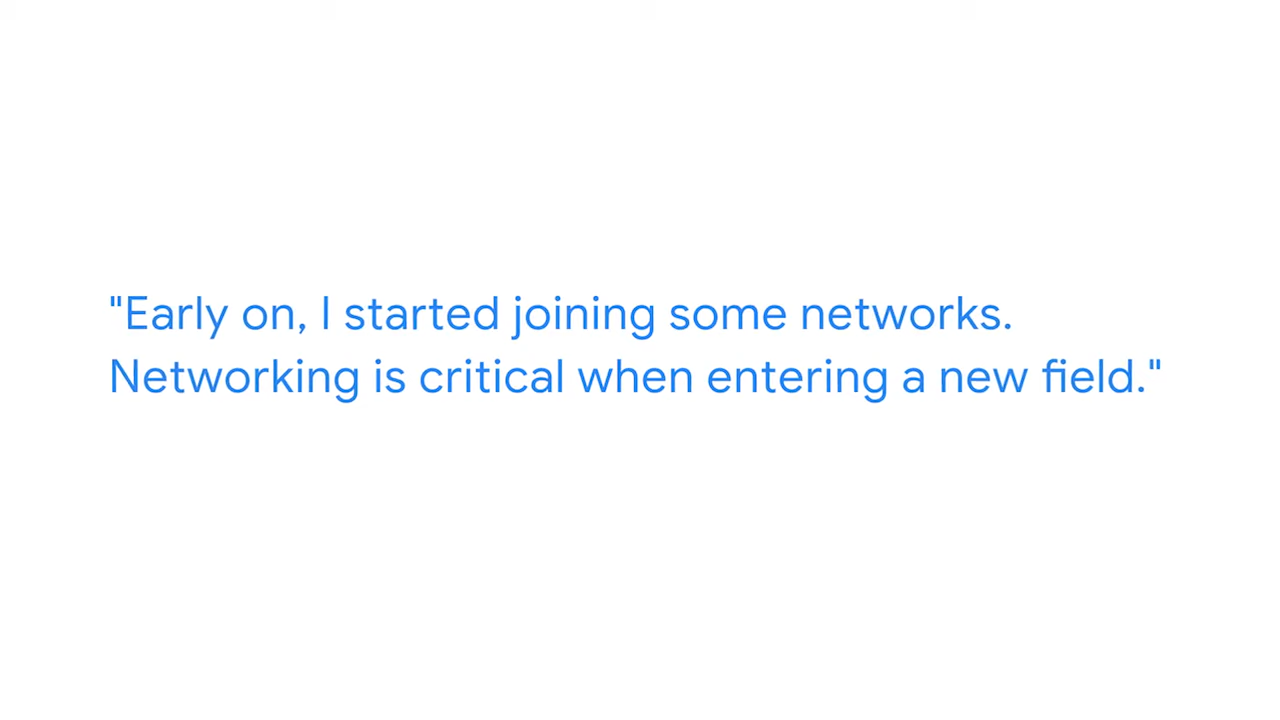 "Early on, I started joining some networks.
Networking is critical when entering a new field."